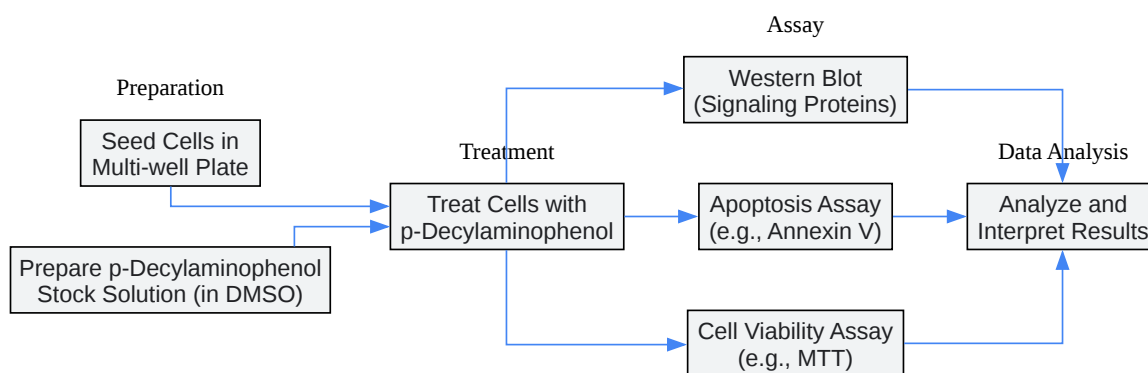 Preparation
Seed Cells in
Multi-well Plate
Prepare p-Decylaminophenol
Stock Solution (in DMSO)
Treatment
Treat Cells with
p-Decylaminophenol
Assay
Western Blot
(Signaling Proteins)
Apoptosis Assay
(e.g., Annexin V)
Cell Viability Assay
(e.g., MTT)
Data Analysis
Analyze and
Interpret Results